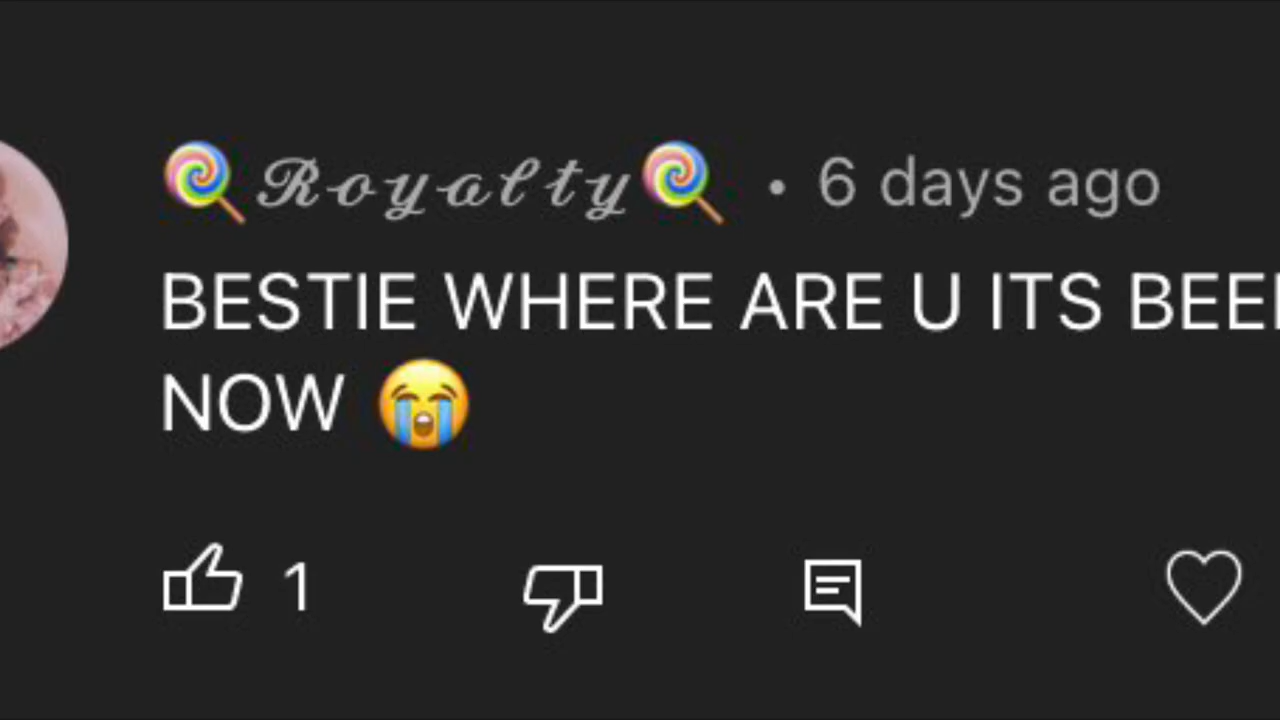 🍭𝓡𝓸𝔂𝓪𝓵𝓽𝔂🍭 • 6 days ago
BESTIE WHERE ARE U ITS
NOW 😭
1